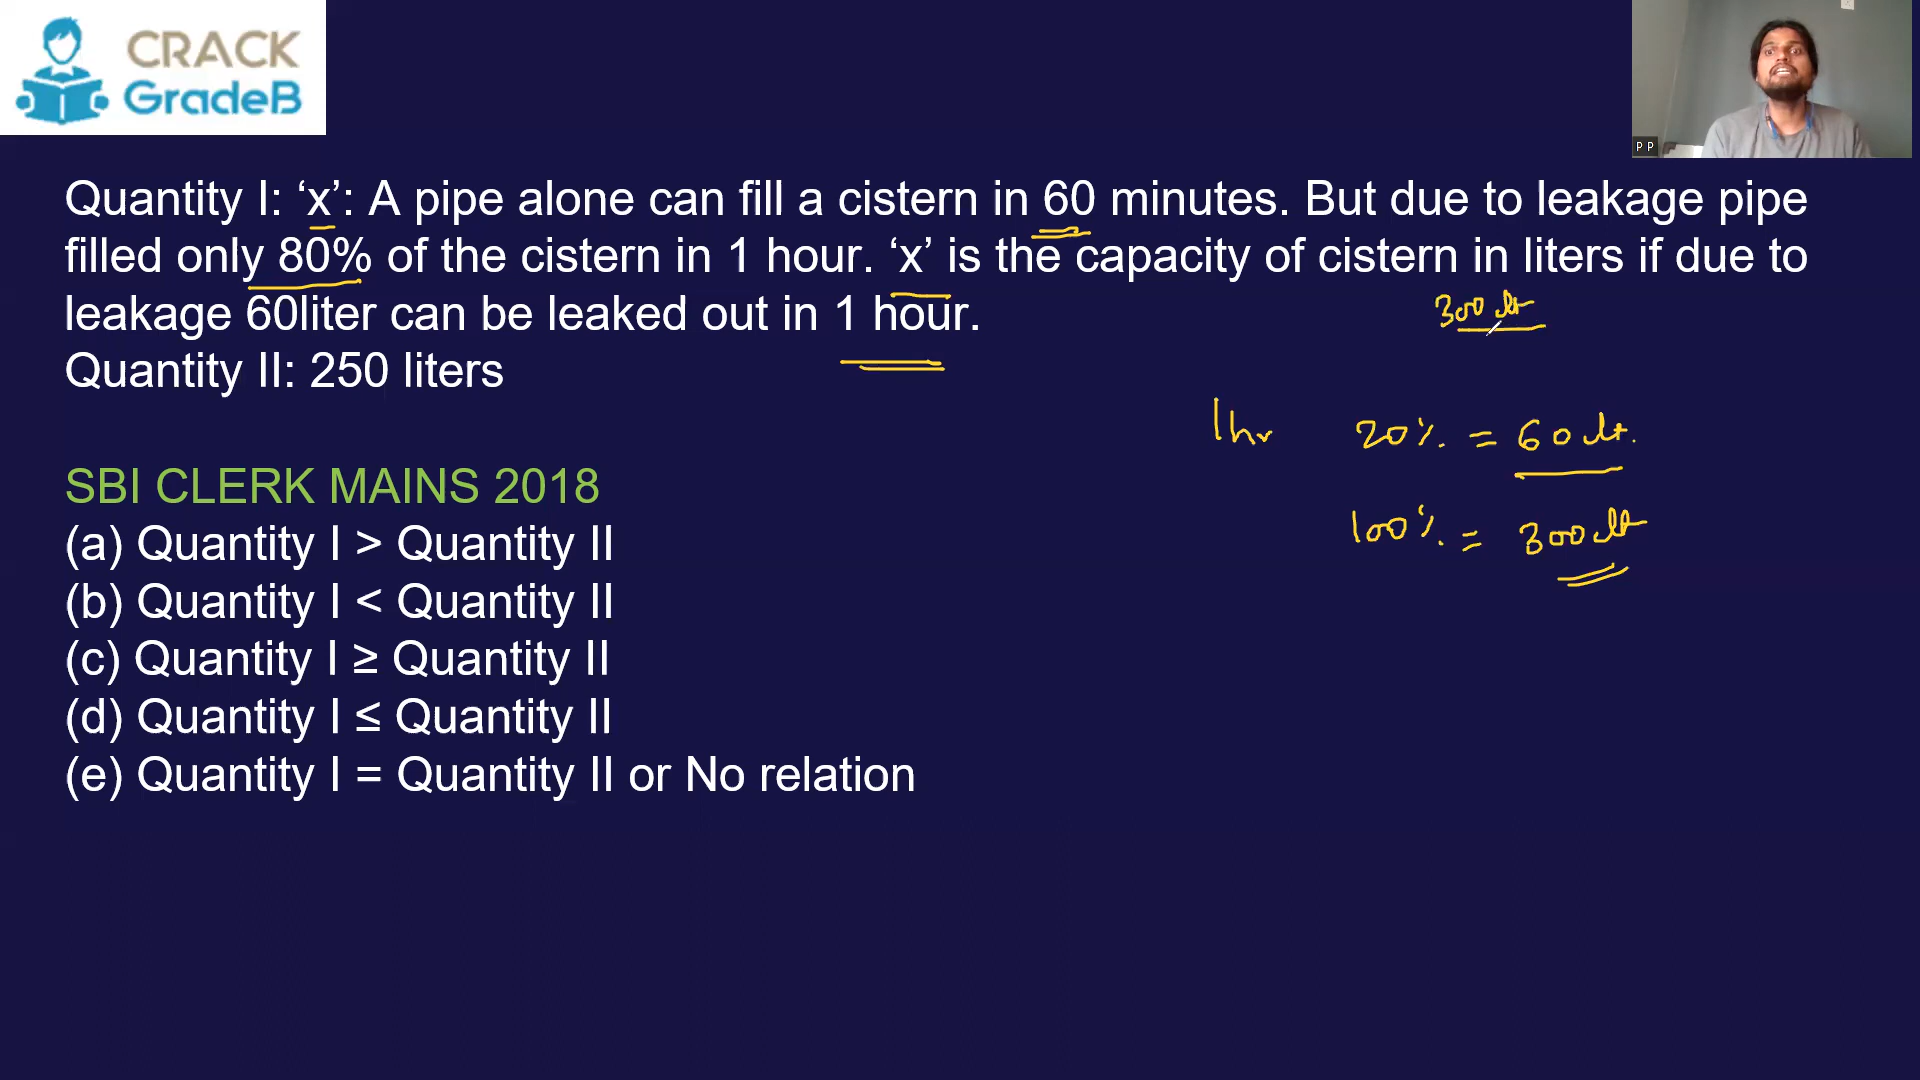 CRACK
GradeB
P P
Quantity I: ‘x’: A pipe alone can fill a cistern in 60 minutes. But due to leakage pipe
filled only 80% of the cistern in 1 hour. ‘x’ is the capacity of cistern in liters if due to
leakage 60liter can be leaked out in 1 hour.
300 lt
Quantity II: 250 liters
1hr 20% = 60 lt.
SBI CLERK MAINS 2018
100% = 300 lt
(a) Quantity I > Quantity II
(b) Quantity I < Quantity II
(c) Quantity I ≥ Quantity II
(d) Quantity I ≤ Quantity II
(e) Quantity I = Quantity II or No relation